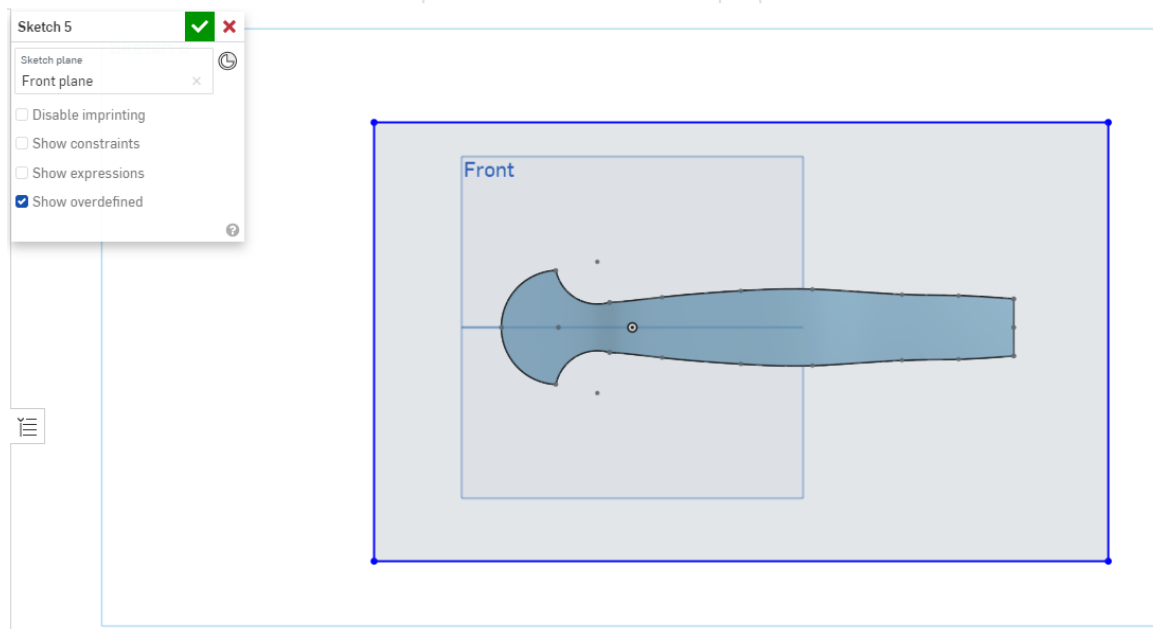 Sketch 5
Sketch plane
Front plane
Disable imprinting
Show constraints
Show expressions
Show overdefined
Front